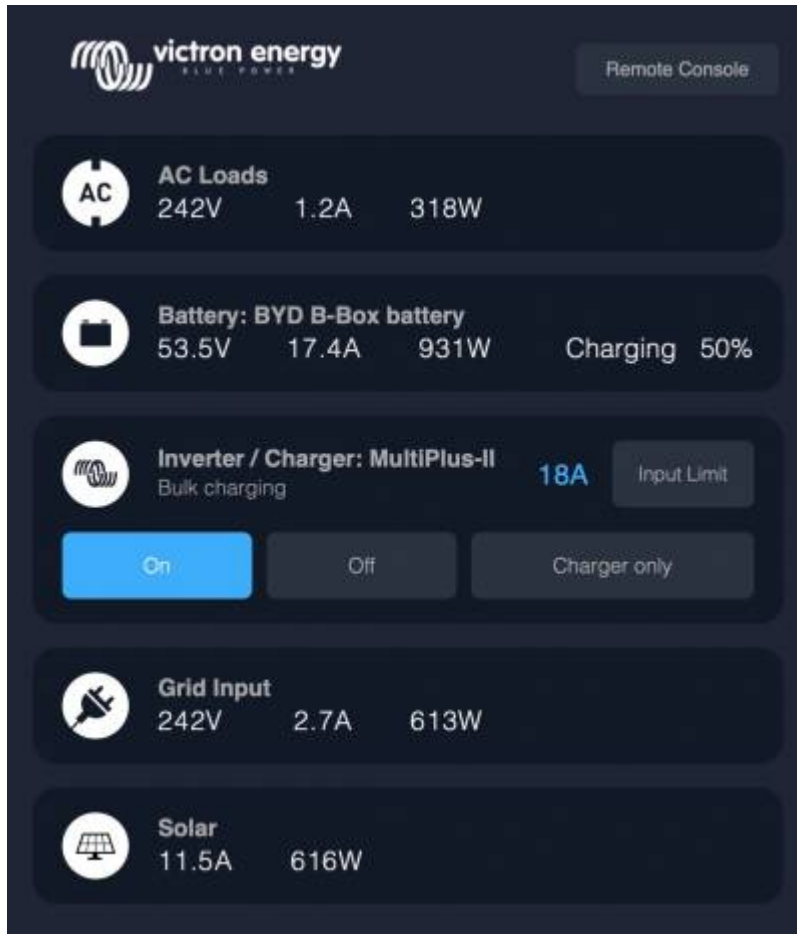 victron energy
BLUE POWER
Remote Console
AC
AC Loads
242V 1.2A 318W
Battery: BYD B-Box battery
53.5V 17.4A 931W Charging 50%
Inverter / Charger: MultiPlus-II
Bulk charging
18A Input Limit
On Off Charger only
Grid Input
242V 2.7A 613W
Solar
11.5A 616W